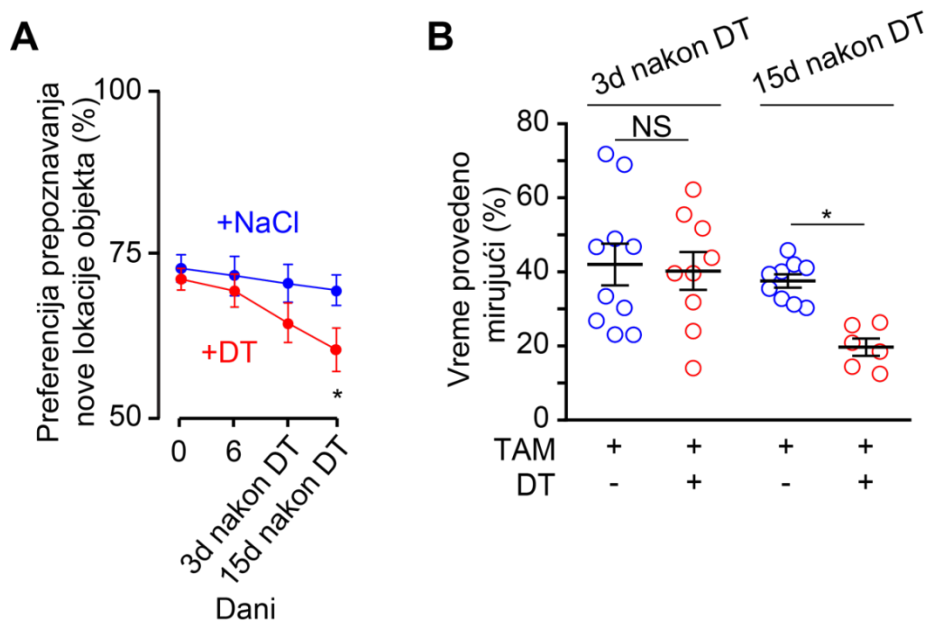 A
Preferencija prepoznavanja
nove lokacije objekta (%)
100
75
50
+NaCl
+DT
*
0
6
3d nakon DT
15d nakon DT
Dani
B
3d nakon DT
15d nakon DT
Vreme provedeno
mirujući (%)
80
60
40
20
0
NS
*
TAM + + + +
DT - + - +